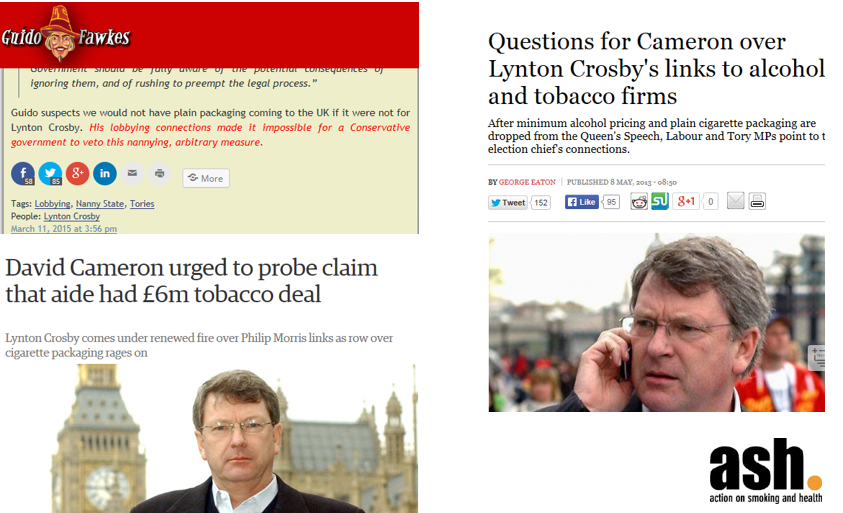 Guido Fawkes
Government should be fully aware of the potential consequences of
ignoring them, and of rushing to preempt the legal process.”
Guido suspects we would not have plain packaging coming to the UK if it were not for
Lynton Crosby. His lobbying connections made it impossible for a Conservative
government to veto this nannying, arbitrary measure.
58
85
More
Tags: Lobbying, Nanny State, Tories
People: Lynton Crosby
March 11, 2015 at 3:56 pm
David Cameron urged to probe claim
that aide had £6m tobacco deal
Lynton Crosby comes under renewed fire over Philip Morris links as row over
cigarette packaging rages on
Questions for Cameron over
Lynton Crosby's links to alcohol
and tobacco firms
After minimum alcohol pricing and plain cigarette packaging are
dropped from the Queen's Speech, Labour and Tory MPs point to t
election chief's connections.
BY GEORGE EATON PUBLISHED 8 MAY, 2013 - 08:30
Tweet 152 Like 95 g+1 0
ash.
action on smoking and health